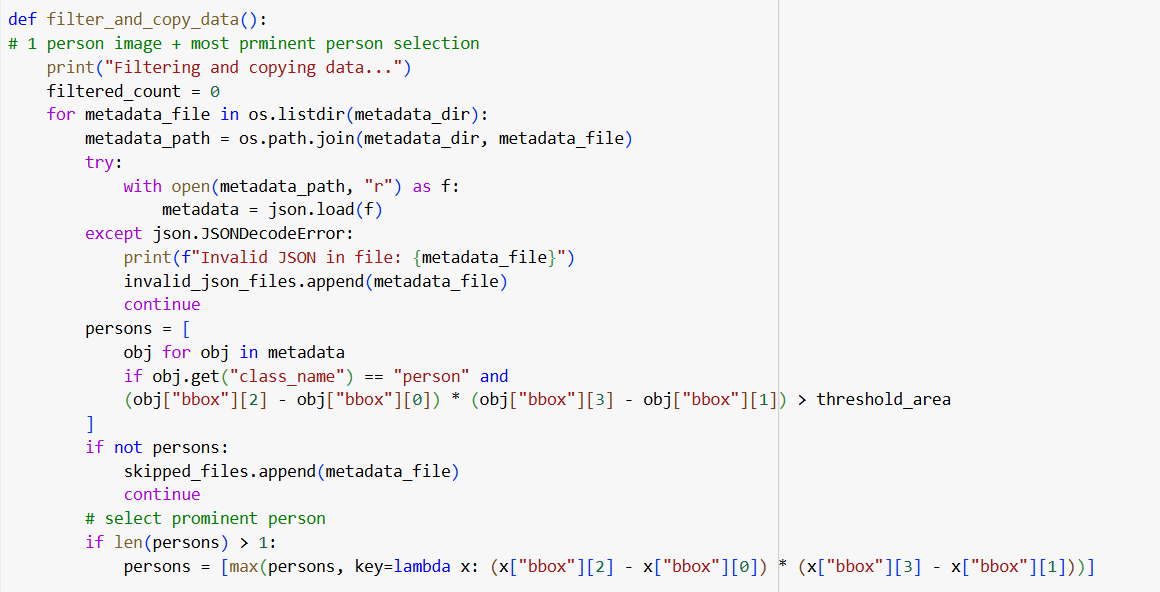 def filter_and_copy_data():
# 1 person image + most prminent person selection
    print("Filtering and copying data...")
    filtered_count = 0
    for metadata_file in os.listdir(metadata_dir):
        metadata_path = os.path.join(metadata_dir, metadata_file)
        try:
            with open(metadata_path, "r") as f:
                metadata = json.load(f)
        except json.JSONDecodeError:
            print(f"Invalid JSON in file: {metadata_file}")
            invalid_json_files.append(metadata_file)
            continue
        persons = [
            obj for obj in metadata
            if obj.get("class_name") == "person" and
            (obj["bbox"][2] - obj["bbox"][0]) * (obj["bbox"][3] - obj["bbox"][1]) > threshold_area
        ]
        if not persons:
            skipped_files.append(metadata_file)
            continue
        # select prominent person
        if len(persons) > 1:
            persons = [max(persons, key=lambda x: (x["bbox"][2] - x["bbox"][0]) * (x["bbox"][3] - x["bbox"][1]))]